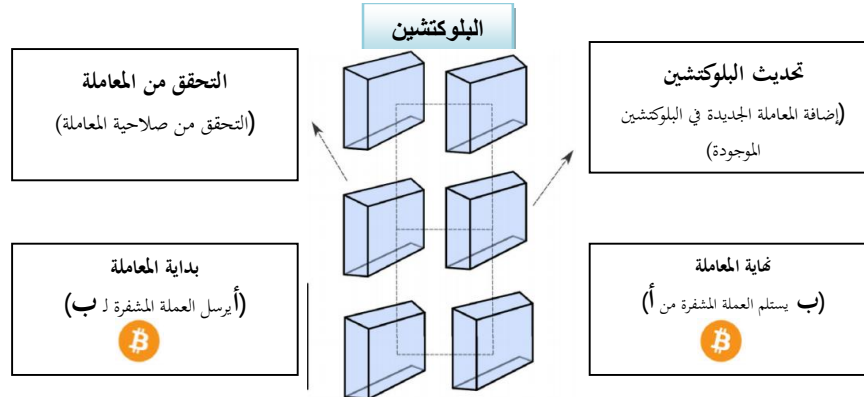 البلوكتشين
تحديث البلوكتشين
(إضافة المعاملة الجديدة في البلوكتشين
الموجودة)
التحقق من المعاملة
(التحقق من صلاحية المعاملة)
نهاية المعاملة
(ب يستلم العملة المشفرة من أ)
بداية المعاملة
(أ يرسل العملة المشفرة لـ ب)